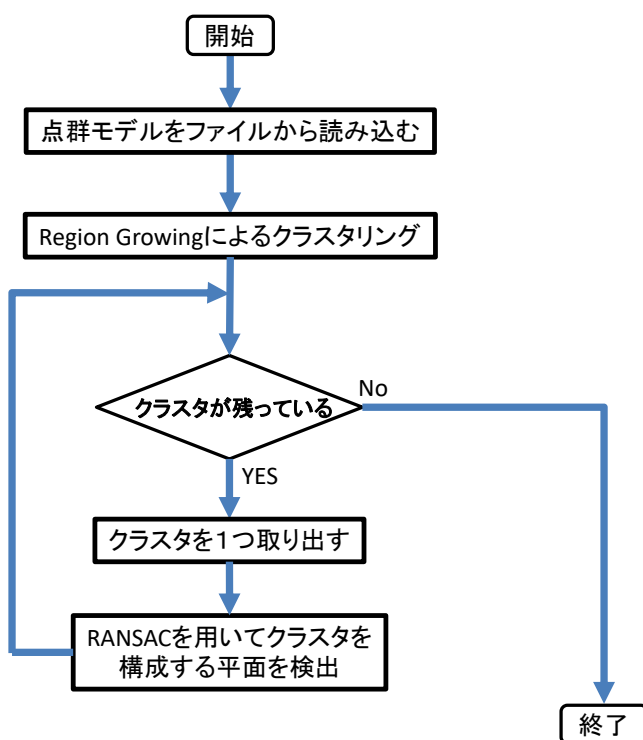 開始
点群モデルをファイルから読み込む
Region Growingによるクラスタリング
クラスタが残っている
No
YES
クラスタを１つ取り出す
RANSACを用いてクラスタを
構成する平面を検出
終了